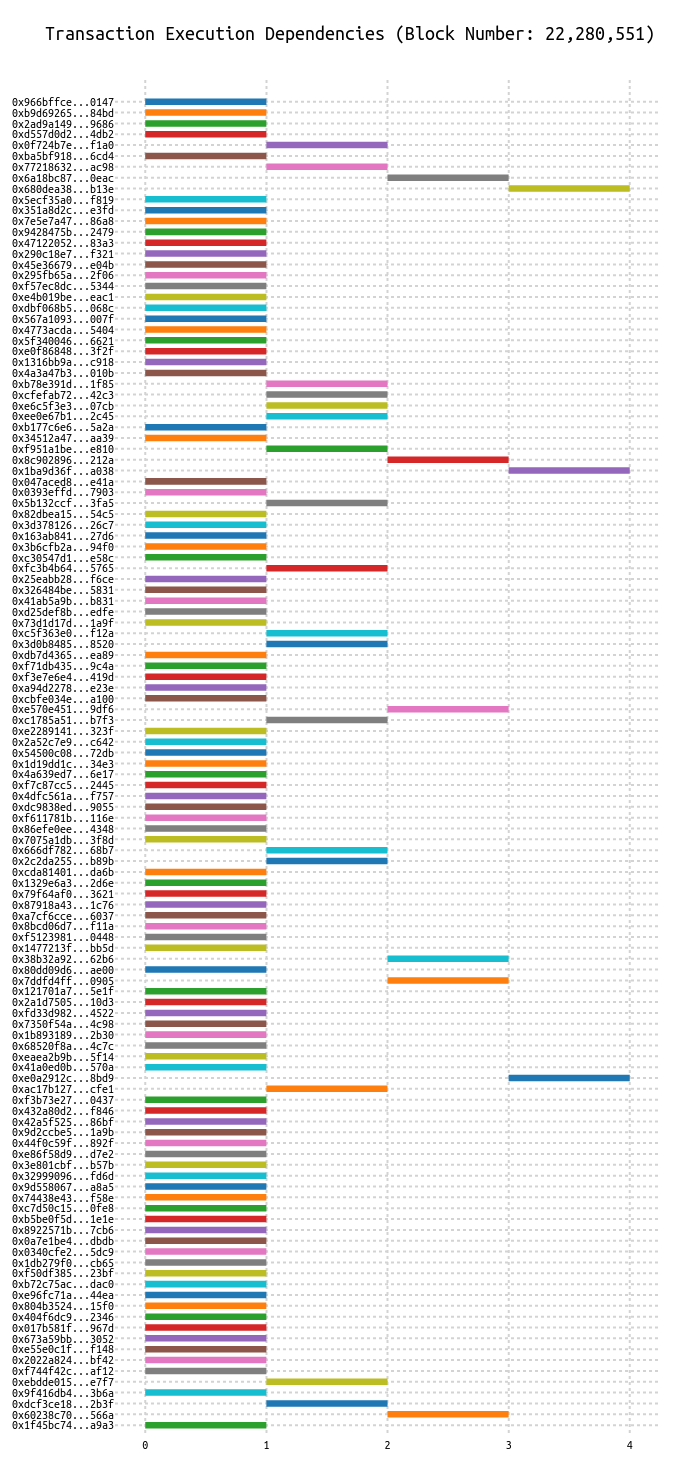 Transaction Execution Dependencies (Block Number: 22,280,551)
0x966bffce...0147
0xb9d69265...84bd
0x2ad9a149...9686
0xd557d0d2...4db2
0x0f724b7e...f1a0
0xba5bf918...6cd4
0x77218632...ac98
0x6a18bc87...0eac
0x680dea38...b13e
0x5ecf35a0...f819
0x351a8d2c...e3fd
0x7e5e7a47...86a8
0x9428475b...2479
0x47122052...83a3
0x290c18e7...f321
0x45e36679...e04b
0x295fb65a...2f06
0xf57ec8dc...5344
0xe4b019be...eac1
0xdbf068b5...068c
0x567a1093...007f
0x4773acda...5404
0x5f340046...6621
0xe0f86848...3f2f
0x1316bb9a...c918
0x4a3a47b3...010b
0xb78e391d...1f85
0xcfefab72...42c3
0xe6c5f3e3...07cb
0xee0e67b1...2c45
0xb177c6e6...5a2a
0x34512a47...aa39
0xf951a1be...e810
0x8c902896...212a
0x1ba9d36f...a038
0x047aced8...e41a
0x0393effd...7903
0x5b132ccf...3fa5
0x82dbea15...54c5
0x3d378126...26c7
0x163ab841...27d6
0x3b6cfb2a...94f0
0xc30547d1...e58c
0xfc3b4b64...5765
0x25eabb28...f6ce
0x326484be...5831
0x41ab5a9b...b831
0xd25def8b...edfe
0x73d1d17d...1a9f
0xc5f363e0...f12a
0x3d0b8485...8520
0xdb7d4365...ea89
0xf71db435...9c4a
0xf3e7e6e4...419d
0xa94d2278...e23e
0xcbfe034e...a100
0xe570e451...9df6
0xc1785a51...b7f3
0xe2289141...323f
0x2a52c7e9...c642
0x54500c08...72db
0x1d19dd1c...34e3
0x4a639ed7...6e17
0xf7c87cc5...2445
0x4dfc561a...f757
0xdc9838ed...9055
0xf611781b...116e
0x86efe0ee...4348
0x7075a1db...3f8d
0x666df782...68b7
0x2c2da255...b89b
0xcda81401...da6b
0x1329e6a3...2d6e
0x79f64af0...3621
0x87918a43...1c76
0xa7cf6cce...6037
0x8bcd06d7...f11a
0xf5123981...0448
0x1477213f...bb5d
0x38b32a92...62b6
0x80dd09d6...ae00
0x7ddfd4ff...0905
0x121701a7...5e1f
0x2a1d7505...10d3
0xfd33d982...4522
0x7350f54a...4c98
0x1b893189...2b30
0x68520f8a...4c7c
0xeaea2b9b...5f14
0x41a0ed0b...570a
0xe0a2912c...8bd9
0xac17b127...cfe1
0xf3b73e27...0437
0x432a80d2...f846
0x42a5f525...86bf
0x9d2ccbe5...1a9b
0x44f0c59f...892f
0xe86f58d9...d7e2
0x3e801cbf...b57b
0x32999096...fd6d
0x9d558067...a8a5
0x74438e43...f58e
0xc7d50c15...0fe8
0xb5be0f5d...1e1e
0x8922571b...7cb6
0x0a7e1be4...dbdb
0x0340cfe2...5dc9
0x1db279f0...cb65
0xf50df385...23bf
0xb72c75ac...dac0
0xe96fc71a...44ea
0x804b3524...15f0
0x404f6dc9...2346
0x017b581f...967d
0x673a59bb...3052
0xe55e0c1f...f148
0x2022a824...bf42
0xf744f42c...af12
0xebdde015...e7f7
0x9f416db4...3b6a
0xdcf3ce18...2b3f
0x60238c70...566a
0x1f45bc74...a9a3
0 1 2 3 4